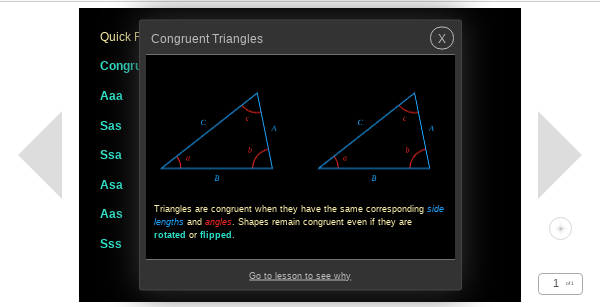 Quick
Congruent Triangles
X
Congru
Aaa
Sas
Ssa
Asa
Aas
Sss
C
c
A
a
b
B
C
c
A
a
b
B
Triangles are congruent when they have the same corresponding side
lengths and angles. Shapes remain congruent even if they are
rotated or flipped.
Go to lesson to see why
1 of 1